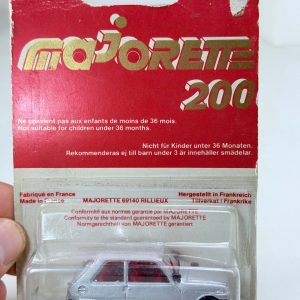 majorette
200
Ne convient pas aux enfants de moins de 36 mois.
Not suitable for children under 36 months.
Nicht für Kinder unter 36 Monaten.
Rekommenderas ej till barn under 3 år innehåller smådelar.
Fabriqué en France
Made in France
MAJORETTE 69140 RILLIEUX
Hergestellt in Frankreich
Tillverkat i Frankrike
Conformité aux normes garantie par MAJORETTE
Conformity to the standard guaranteed by MAJORETTE
Normgerechtheit von MAJORETTE garantiert